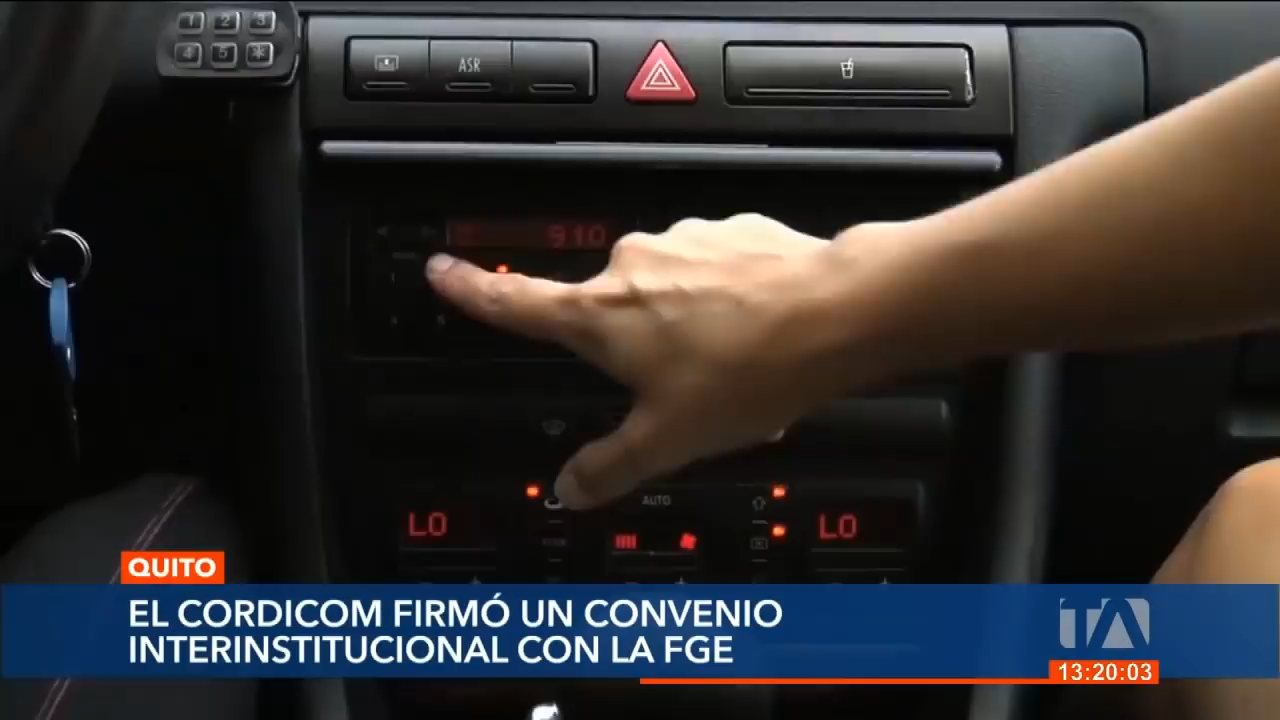 1 2 3
4 5 *
ASR
910
AUTO
LO
LO
QUITO
EL CORDICOM FIRMÓ UN CONVENIO
INTERINSTITUCIONAL CON LA FGE
TA
13:20:03